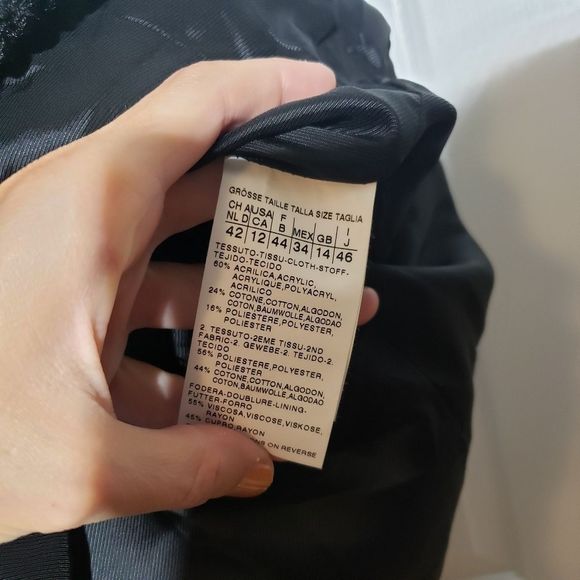 GRÖSSE TAILLE TALLA SIZE TAGLIA
CH A USA F MEX GB I
NL D CA B J
42 12 44 34 14 46
TESSUTO-TISSU-CLOTH-STOFF-
TEJIDO-TECIDO
60% ACRILICA,ACRYLIC,
ACRYLIQUE,POLYACRYL,
ACRILICO
24% COTONE,COTTON,ALGODON,
COTON,BAUMWOLLE,ALGODAO
16% POLIESTERE,POLYESTER,
POLIESTER
2. TESSUTO-2EME TISSU-2ND
FABRIC-2. GEWEBE-2. TEJIDO-2.
TECIDO
56% POLIESTERE,POLYESTER,
POLIESTER
44% COTONE,COTTON,ALGODON,
COTON,BAUMWOLLE,ALGODAO
FODERA-DOUBLURE-LINING-
FUTTER-FORRO
55% VISCOSA,VISCOSE,VISKOSE,
RAYON
45% CUPRO,RAYON
ON REVERSE